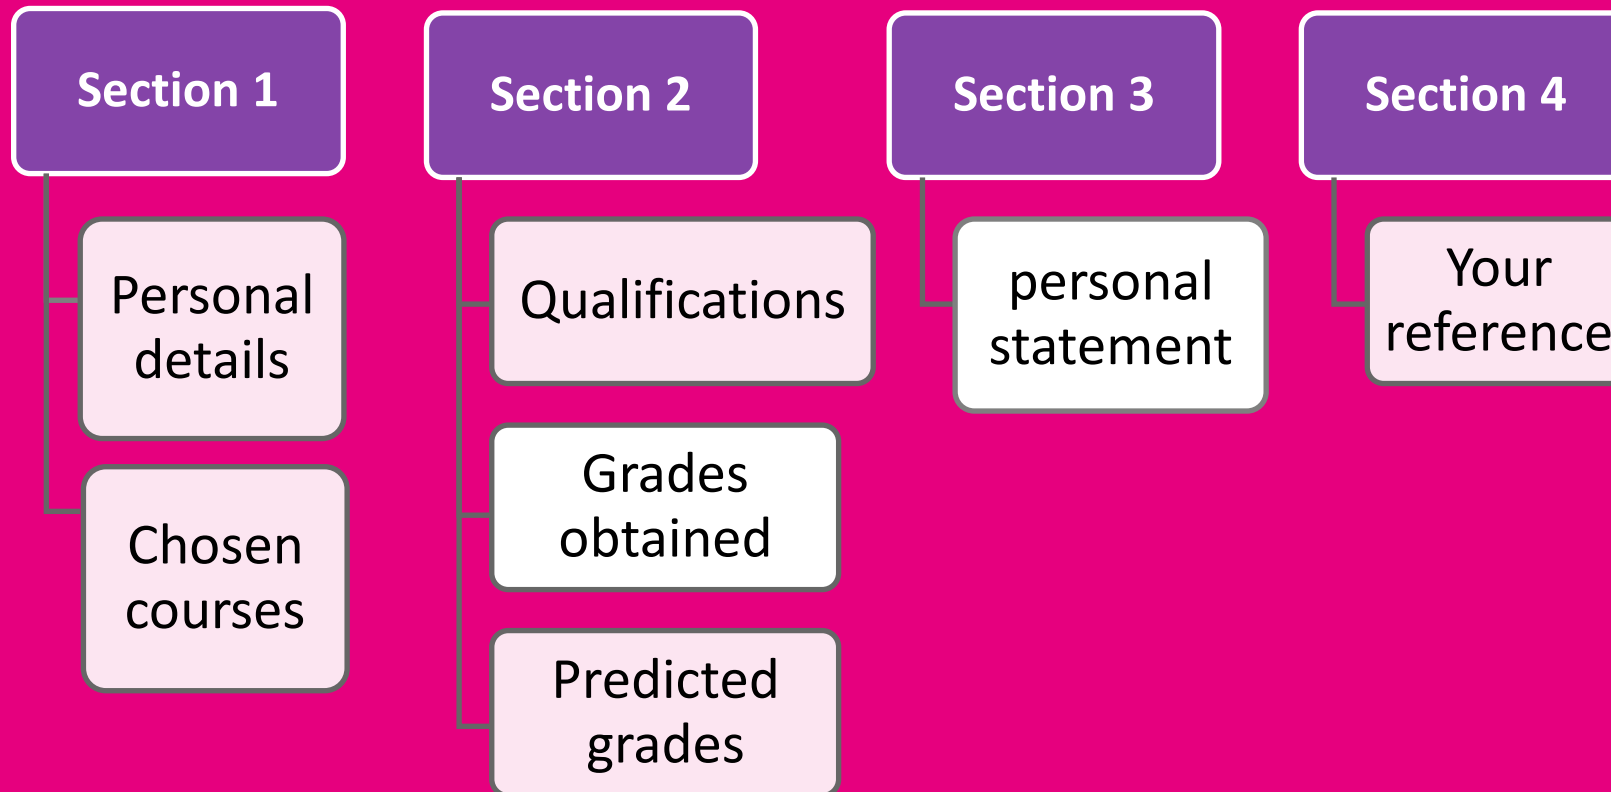 Section 1
Personal
details
Chosen
courses
Section 2
Qualifications
Grades
obtained
Predicted
grades
Section 3
personal
statement
Section 4
Your
reference